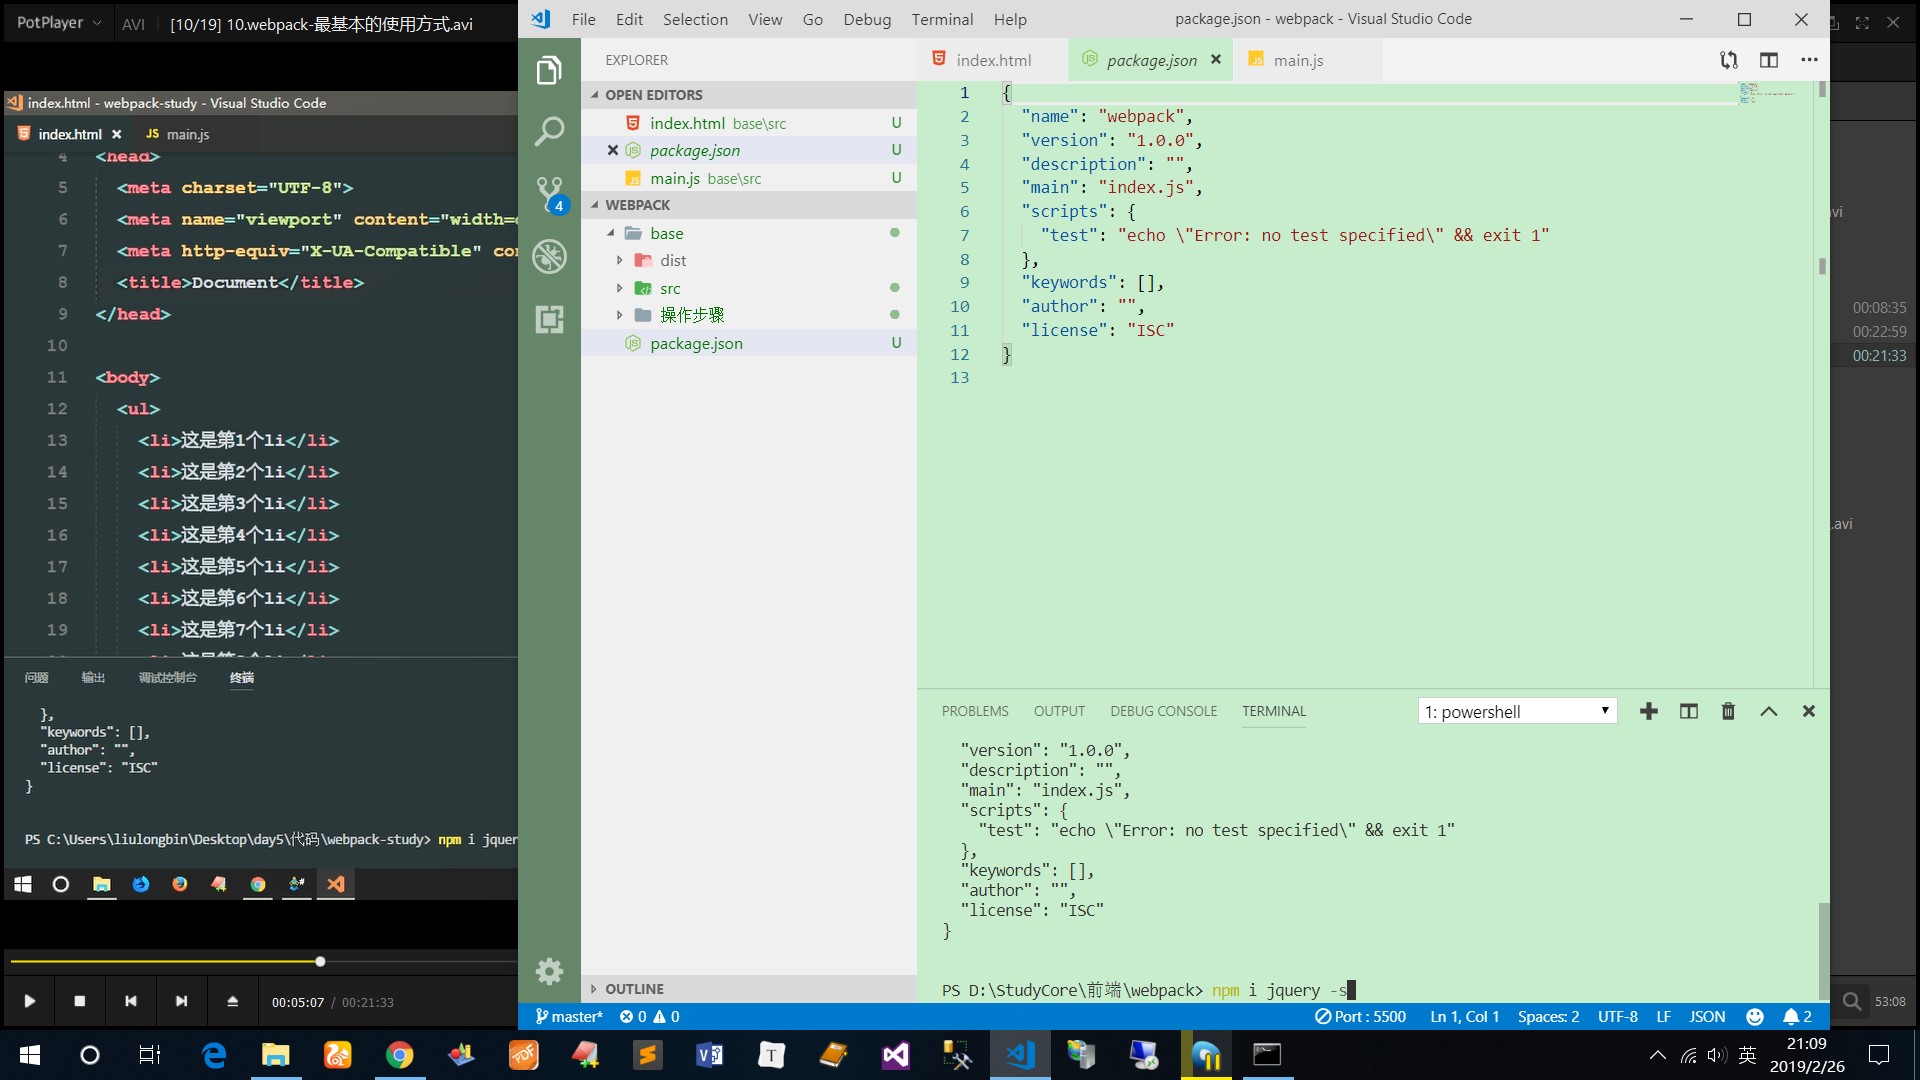 PotPlayer
AVI
[10/19] 10.webpack-最基本的使用方式.avi
index.html - webpack-study - Visual Studio Code
index.html
JS main.js
4 <head>
5 <meta charset="UTF-8">
6 <meta name="viewport" content="width=
7 <meta http-equiv="X-UA-Compatible" co
8 <title>Document</title>
9 </head>
10
11 <body>
12 <ul>
13 <li>这是第1个li</li>
14 <li>这是第2个li</li>
15 <li>这是第3个li</li>
16 <li>这是第4个li</li>
17 <li>这是第5个li</li>
18 <li>这是第6个li</li>
19 <li>这是第7个li</li>
问题 输出 调试控制台 终端
},
"keywords": [],
"author": "",
"license": "ISC"
}
PS C:\Users\liulongbin\Desktop\day5\代码\webpack-study> npm i jquer
00:05:07 / 00:21:33
File Edit Selection View Go Debug Terminal Help
package.json - webpack - Visual Studio Code
EXPLORER
OPEN EDITORS
index.html base\src U
package.json U
main.js base\src U
WEBPACK
base
dist
src
操作步骤
package.json U
OUTLINE
4
index.html
package.json
main.js
1 {
2 "name": "webpack",
3 "version": "1.0.0",
4 "description": "",
5 "main": "index.js",
6 "scripts": {
7 "test": "echo \"Error: no test specified\" && exit 1"
8 },
9 "keywords": [],
10 "author": "",
11 "license": "ISC"
12 }
13
PROBLEMS OUTPUT DEBUG CONSOLE TERMINAL
1: powershell
"version": "1.0.0",
"description": "",
"main": "index.js",
"scripts": {
"test": "echo \"Error: no test specified\" && exit 1"
},
"keywords": [],
"author": "",
"license": "ISC"
}
PS D:\StudyCore\前端\webpack> npm i jquery -s
master* 0 0
Port : 5500 Ln 1, Col 1 Spaces: 2 UTF-8 LF JSON 2
vi
00:08:35
00:22:59
00:21:33
.avi
53:08
英
21:09
2019/2/26